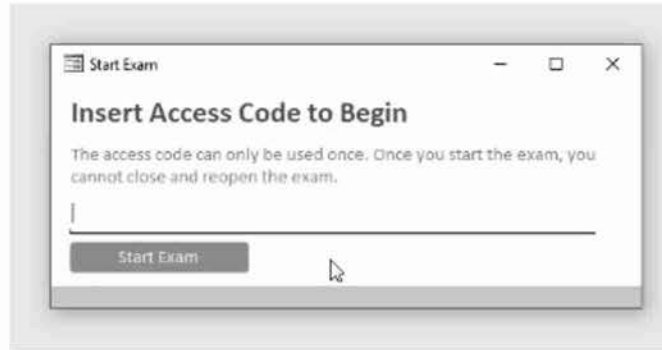 Start Exam
Insert Access Code to Begin
The access code can only be used once. Once you start the exam, you
cannot close and reopen the exam.
Start Exam